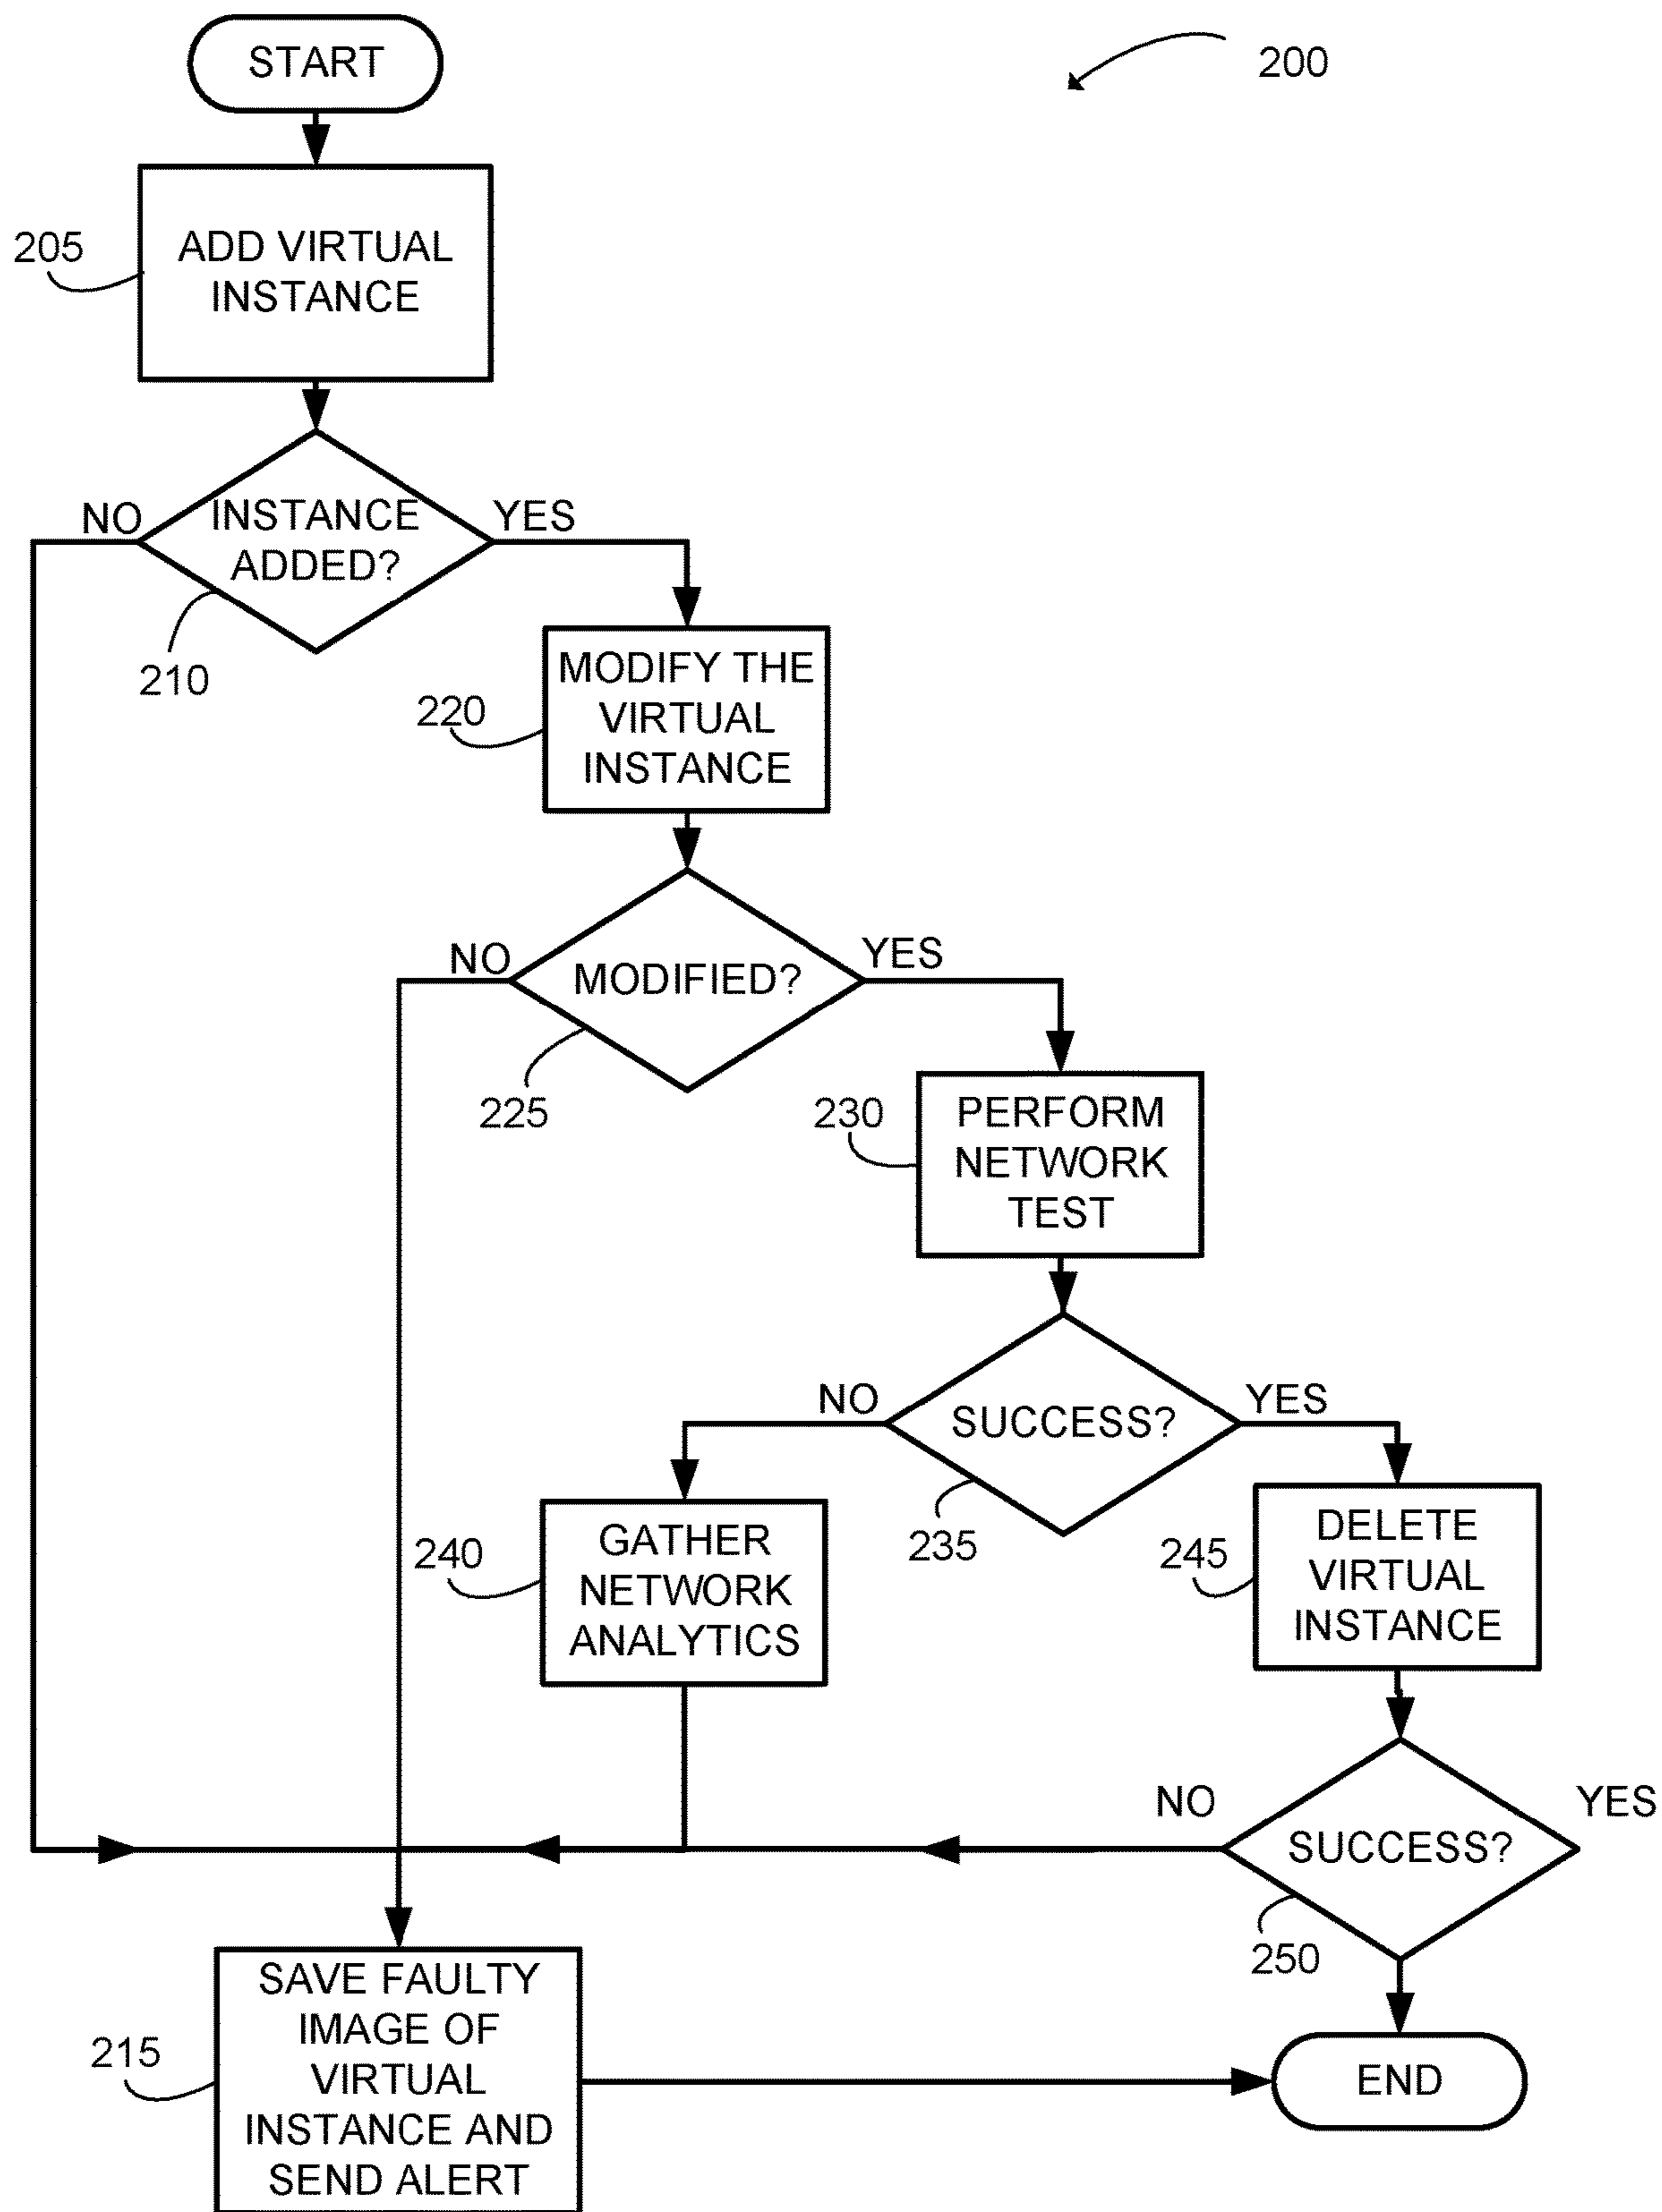 START
200
205
ADD VIRTUAL
INSTANCE
NO
INSTANCE
ADDED?
YES
210
220
MODIFY THE
VIRTUAL
INSTANCE
NO
MODIFIED?
YES
225
230
PERFORM
NETWORK
TEST
NO
SUCCESS?
YES
235
240
GATHER
NETWORK
ANALYTICS
245
DELETE
VIRTUAL
INSTANCE
NO
SUCCESS?
YES
250
215
SAVE FAULTY
IMAGE OF
VIRTUAL
INSTANCE AND
SEND ALERT
END